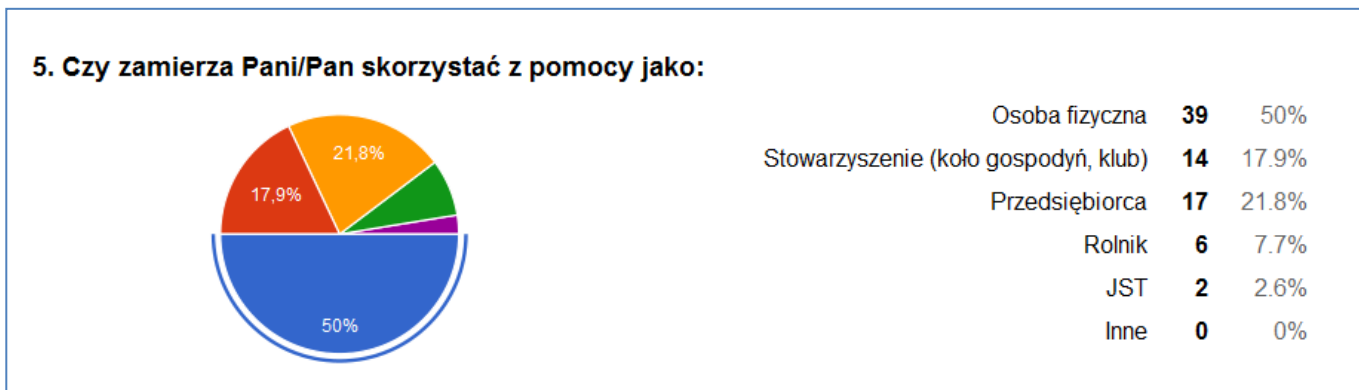 5. Czy zamierza Pani/Pan skorzystać z pomocy jako:
21,8%
17,9%
50%
Osoba fizyczna 39 50%
Stowarzyszenie (koło gospodyń, klub) 14 17.9%
Przedsiębiorca 17 21.8%
Rolnik 6 7.7%
JST 2 2.6%
Inne 0 0%